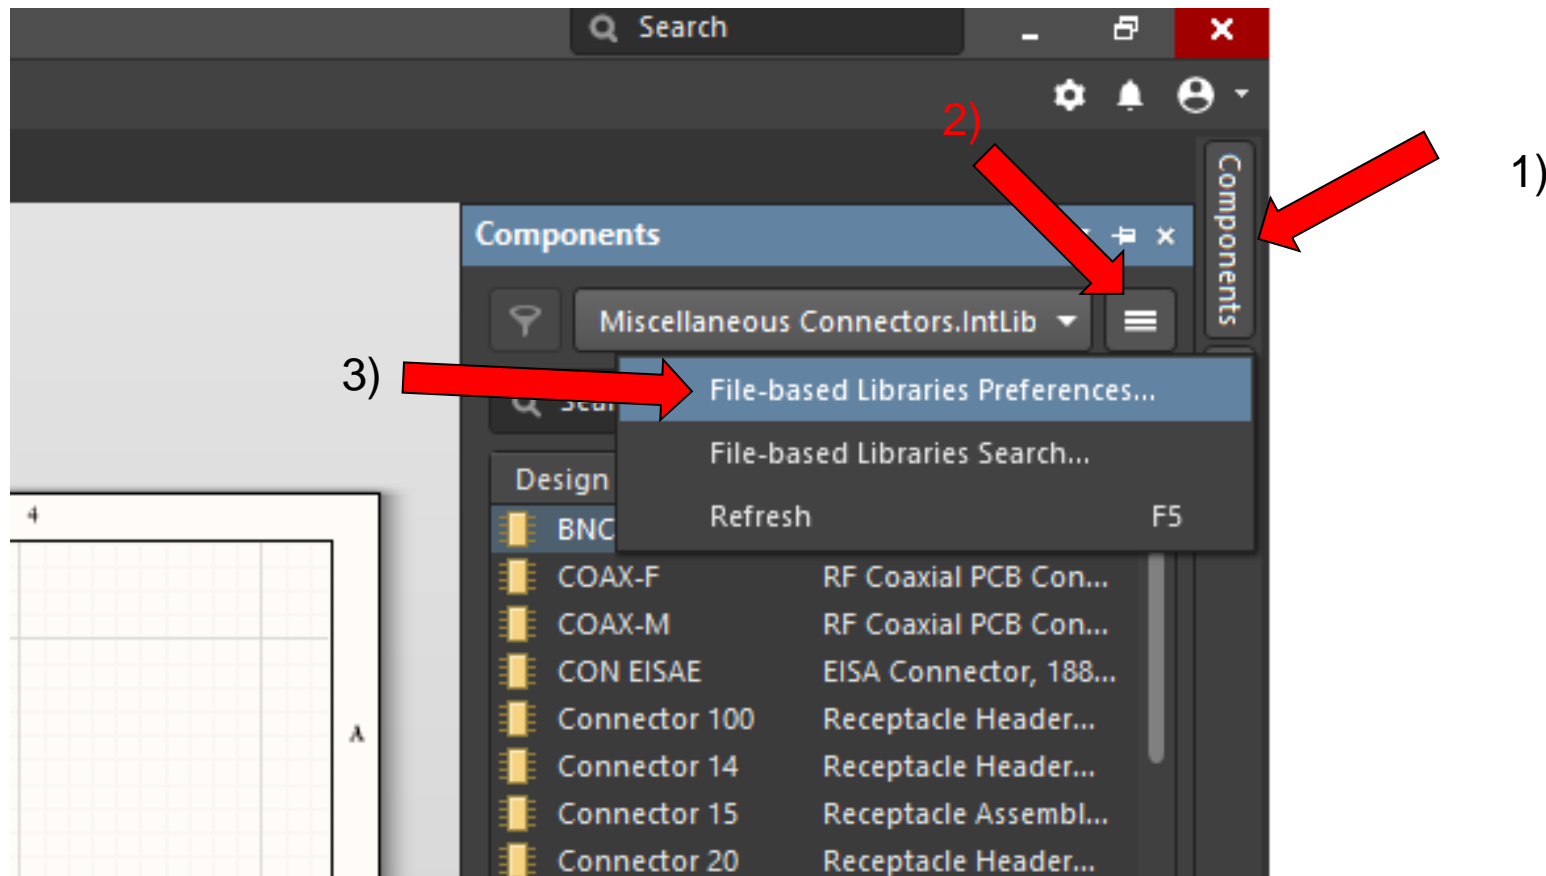 Search
2)
1)
Components
Components
Miscellaneous Connectors.IntLib
3)
File-based Libraries Preferences...
File-based Libraries Search...
Design
Refresh F5
4
BNC
COAX-F RF Coaxial PCB Con...
COAX-M RF Coaxial PCB Con...
CON EISAE EISA Connector, 188...
Connector 100 Receptacle Header...
A
Connector 14 Receptacle Header...
Connector 15 Receptacle Assembl...
Connector 20 Receptacle Header...